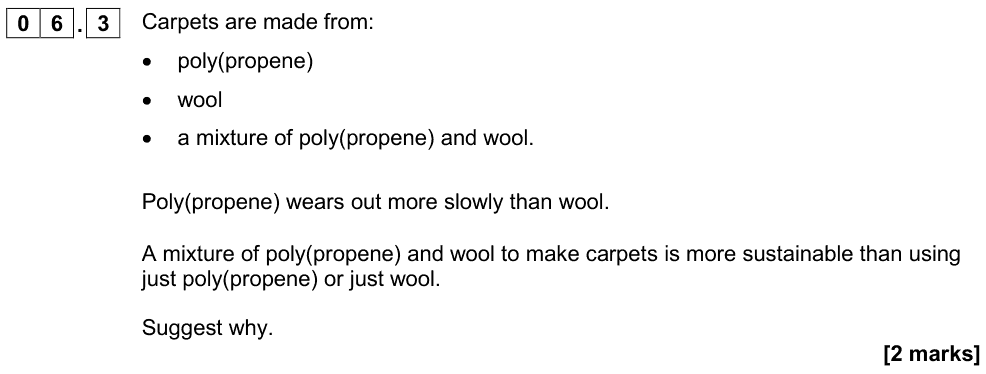 06.3 Carpets are made from:
• poly(propene)
• wool
• a mixture of poly(propene) and wool.
Poly(propene) wears out more slowly than wool.
A mixture of poly(propene) and wool to make carpets is more sustainable than using
just poly(propene) or just wool.
Suggest why.
[2 marks]